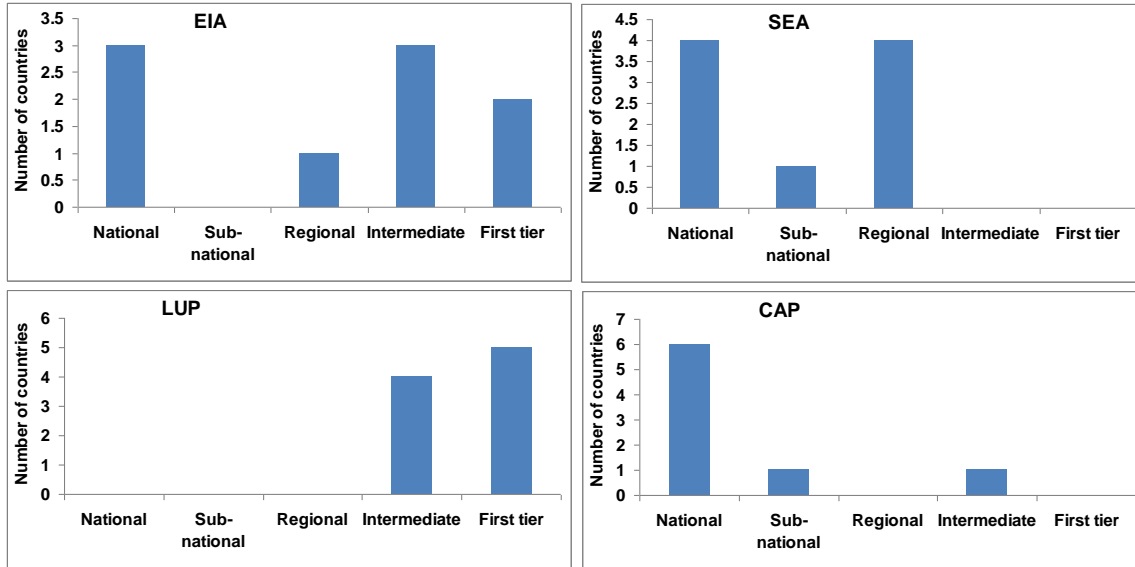 EIA
Number of countries
3.5
3
2.5
2
1.5
1
0.5
0
National
Sub-
national
Regional
Intermediate
First tier
SEA
Number of countries
4.5
4
3.5
3
2.5
2
1.5
1
0.5
0
National
Sub-
national
Regional
Intermediate
First tier
LUP
Number of countries
6
5
4
3
2
1
0
National
Sub-
national
Regional
Intermediate
First tier
CAP
Number of countries
7
6
5
4
3
2
1
0
National
Sub-
national
Regional
Intermediate
First tier